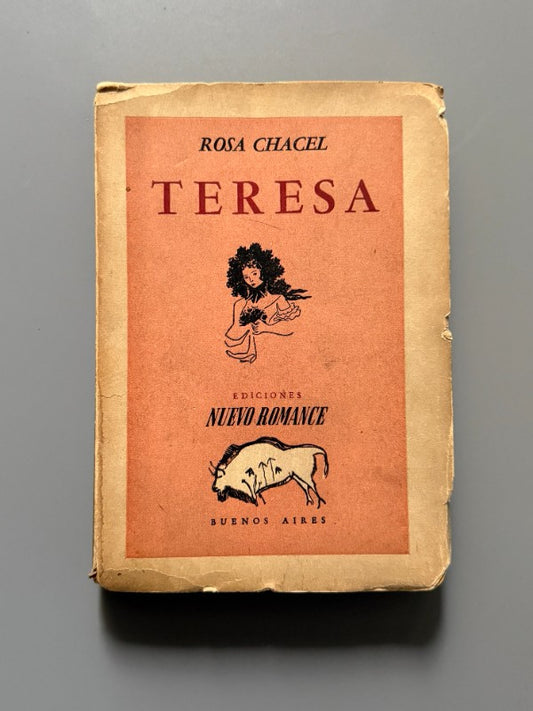 ROSA CHACEL
TERESA
EDICIONES
NUEVO ROMANCE
BUENOS AIRES